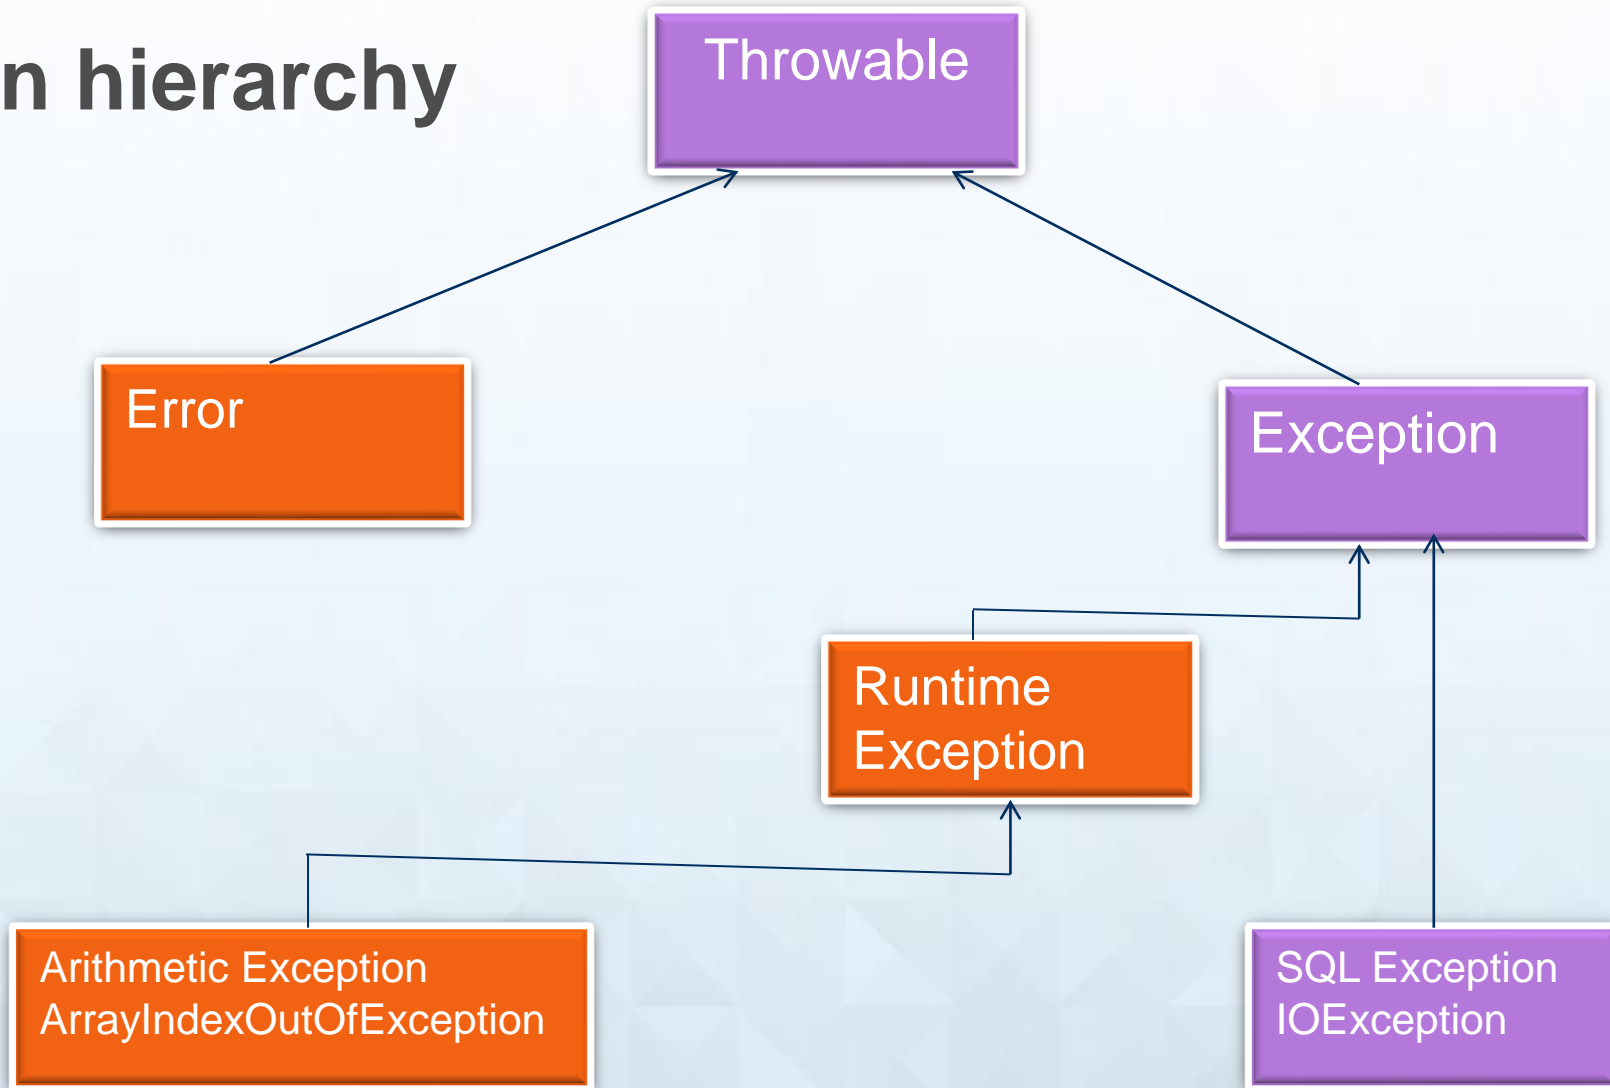 n hierarchy
Throwable
Error
Exception
Runtime
Exception
Arithmetic Exception
ArrayIndexOutOfException
SQL Exception
IOException